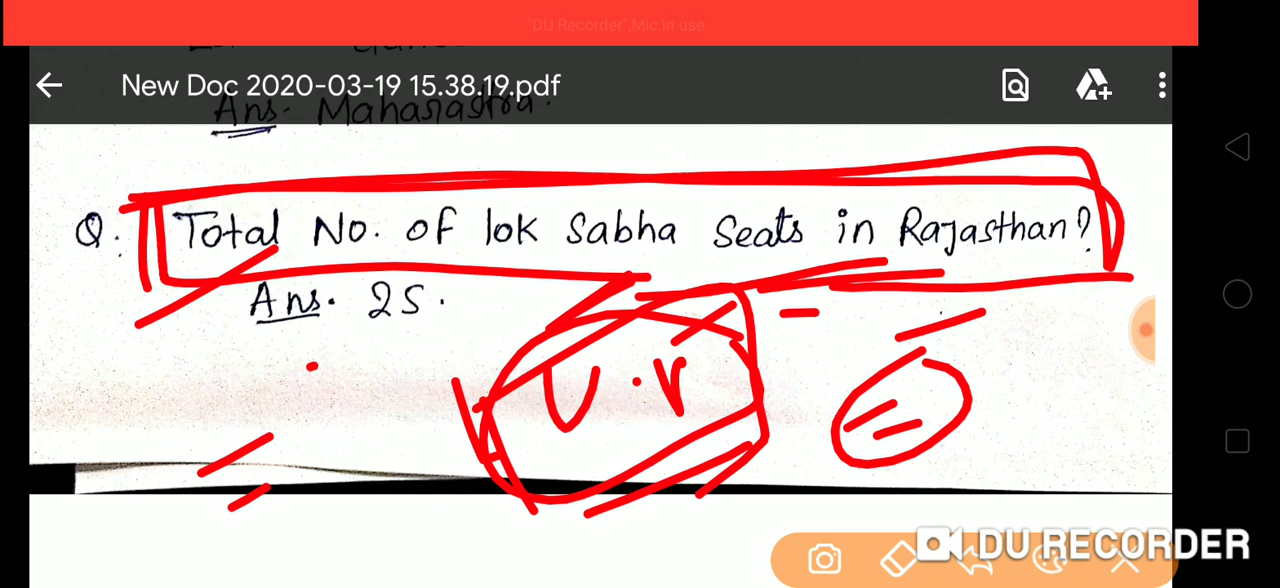 "DU Recorder",Mic in use
New Doc 2020-03-19 15.38.19.pdf
Ans. Maharastra.
Q. Total No. of lok Sabha Seats in Rajasthan?
Ans. 25.
U.P
DU RECORDER